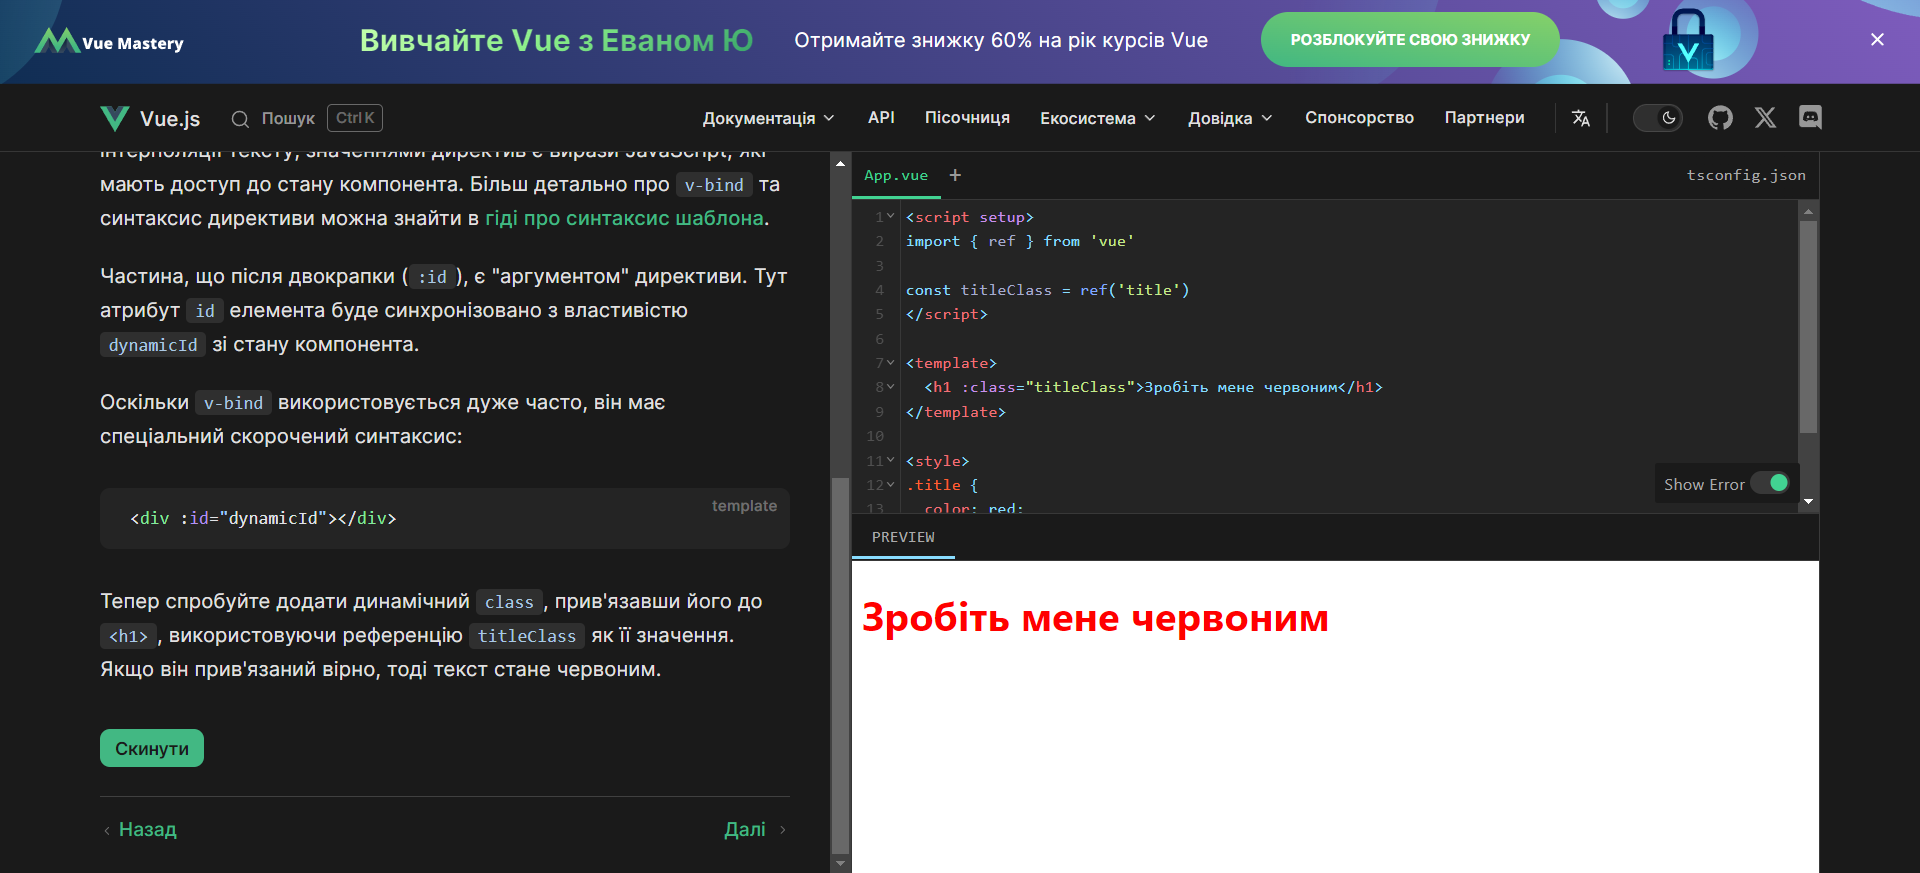 Vue Mastery
Вивчайте Vue з Еваном Ю
Отримайте знижку 60% на рік курсів Vue
РОЗБЛОКУЙТЕ СВОЮ ЗНИЖКУ
Vue.js
Пошук
Ctrl K
Документація
API
Пісочниця
Екосистема
Довідка
Спонсорство
Партнери
інтерполяції тексту, значеннями директив є вирази JavaScript, які
мають доступ до стану компонента. Більш детально про v-bind та
синтаксис директиви можна знайти в гіді про синтаксис шаблона.
Частина, що після двокрапки (:id), є "аргументом" директиви. Тут
атрибут id елемента буде синхронізовано з властивістю
dynamicId зі стану компонента.
Оскільки v-bind використовується дуже часто, він має
спеціальний скорочений синтаксис:
template
<div :id="dynamicId"></div>
Тепер спробуйте додати динамічний class, прив'язавши його до
<h1>, використовуючи референцію titleClass як її значення.
Якщо він прив'язаний вірно, тоді текст стане червоним.
Скинути
Назад
Далі
App.vue +
tsconfig.json
1 <script setup>
2 import { ref } from 'vue'
3
4 const titleClass = ref('title')
5 </script>
6
7 <template>
8 <h1 :class="titleClass">Зробіть мене червоним</h1>
9 </template>
10
11 <style>
12 .title {
13 color: red;
Show Error
PREVIEW
Зробіть мене червоним